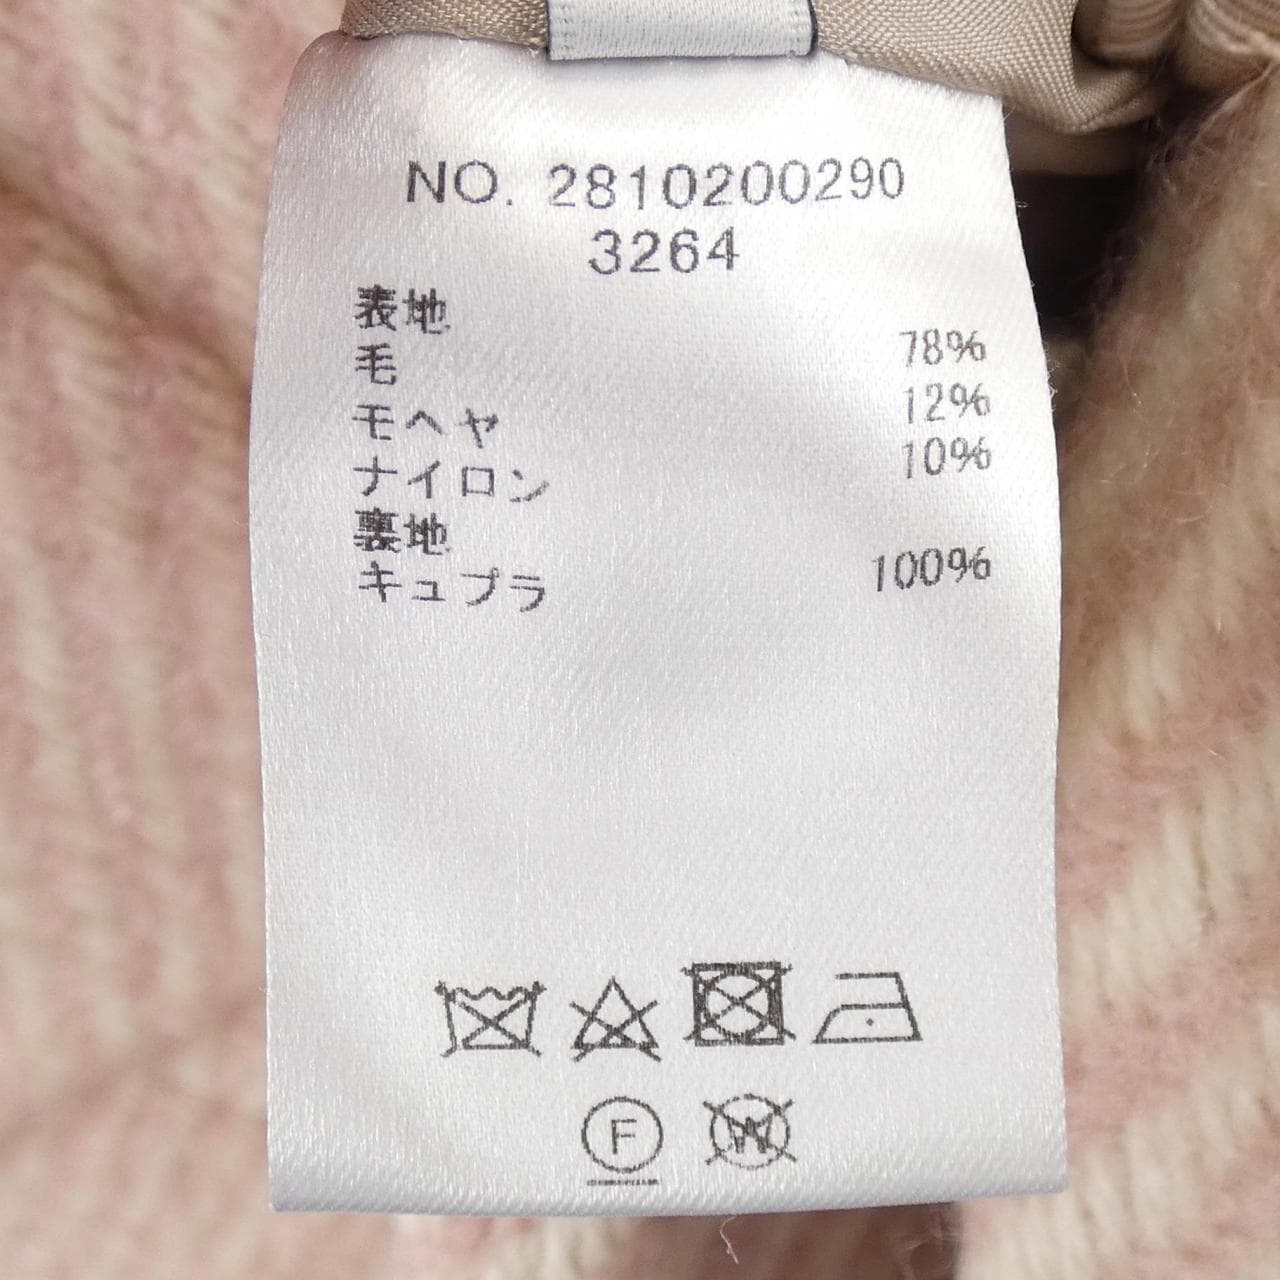 NO. 2810200290
3264
表地
毛 78%
モヘヤ 12%
ナイロン 10%
裏地
キュプラ 100%
F
W